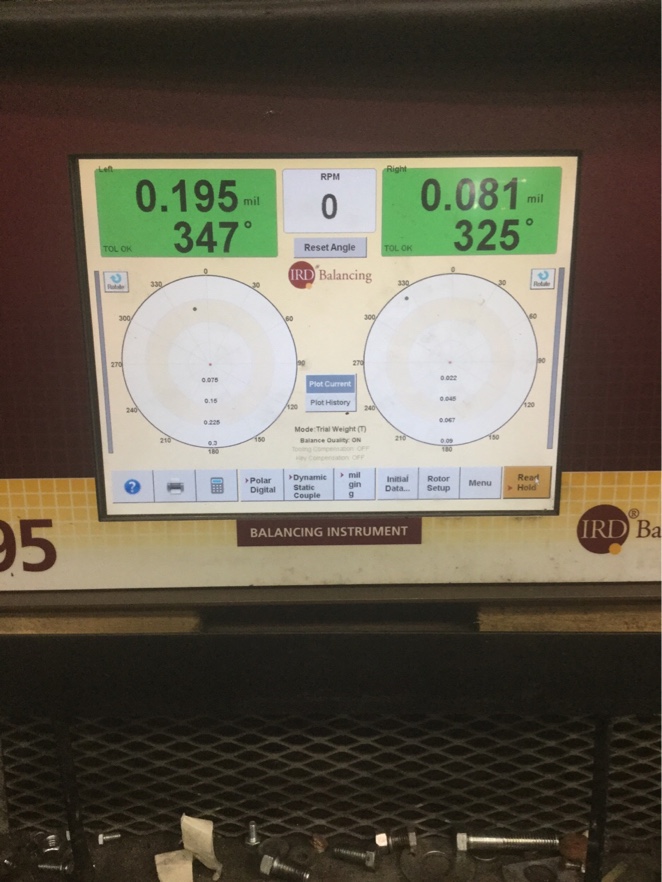 Left
0.195 mil
347°
TOL OK
RPM
0
Reset Angle
Right
0.081 mil
325°
TOL OK
IRD® Balancing
Rotate
0
30
60
90
120
150
180
210
240
270
300
330
0.075
0.15
0.225
0.3
Rotate
0
30
60
90
120
150
180
210
240
270
300
330
0.022
0.045
0.067
0.09
Plot Current
Plot History
Mode:Trial Weight (T)
Balance Quality: ON
Compensation: OFF
Key Compensation: OFF
?
Polar
Digital
Dynamic
Static
Couple
mil
gin
g
Initial
Data...
Rotor
Setup
Menu
Read
Hold
95
BALANCING INSTRUMENT
IRD® Ba